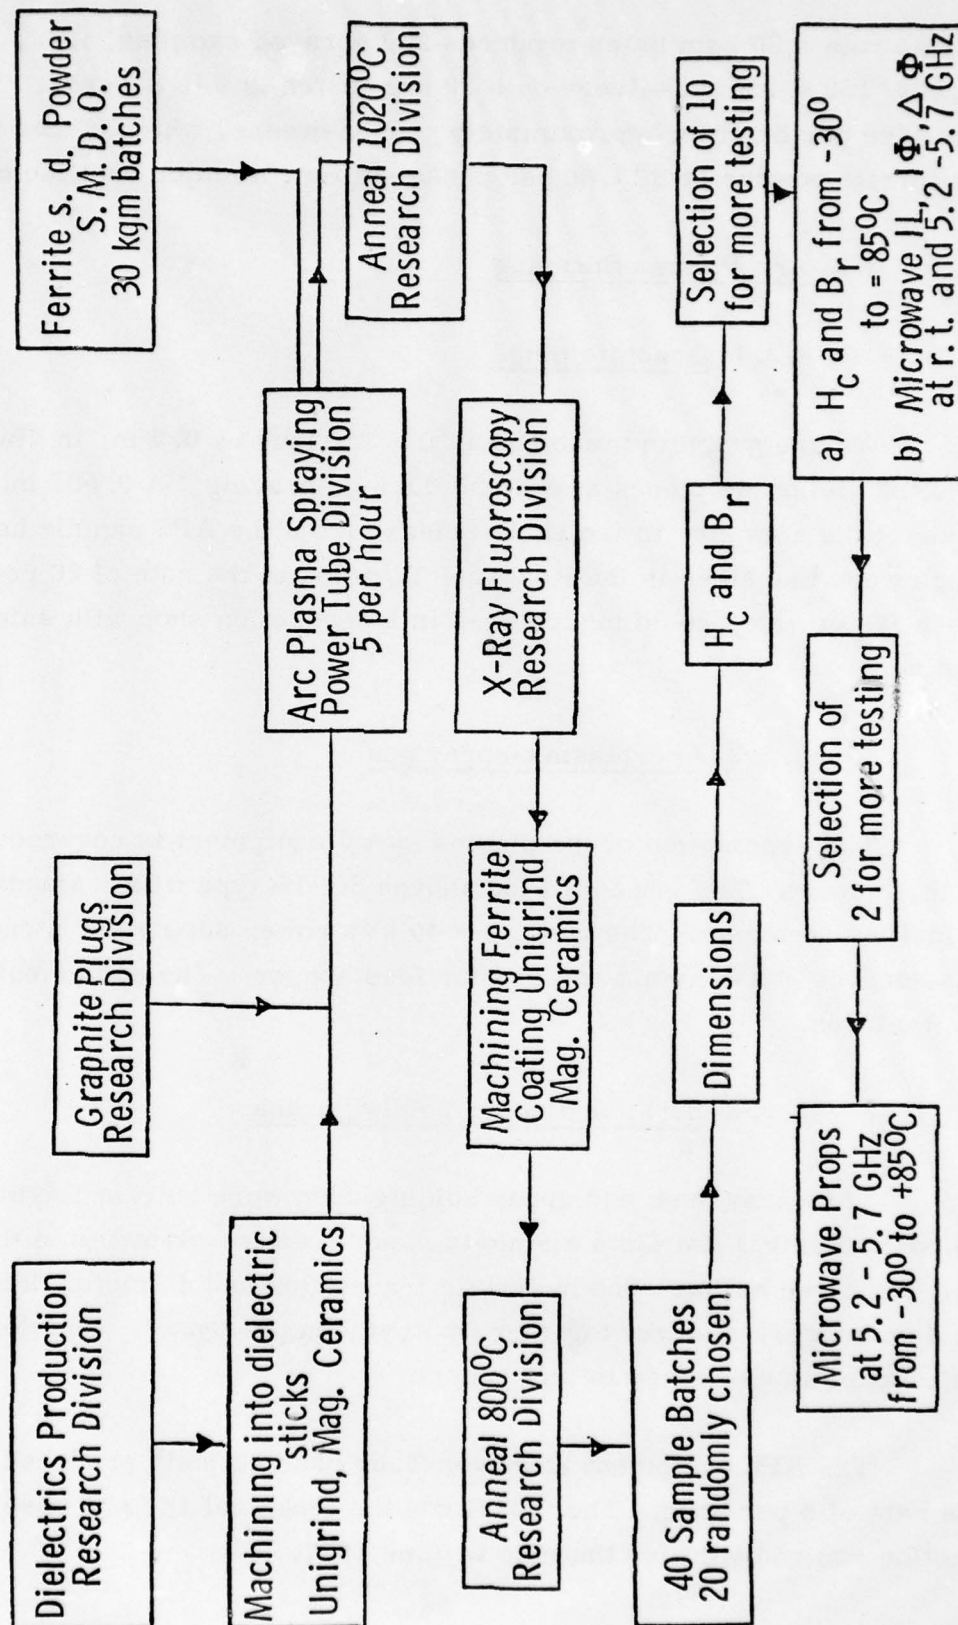 Dielectrics Production
Research Division
Graphite Plugs
Research Division
Ferrite s. d. Powder
S. M. D. O.
30 kqm batches
Machining into dielectric
sticks
Unigrind, Mag. Ceramics
Arc Plasma Spraying
Power Tube Division
5 per hour
Anneal 1020°C
Research Division
X-Ray Fluoroscopy
Research Division
Machining Ferrite
Coating Unigrind
Mag. Ceramics
Anneal 800°C
Research Division
40 Sample Batches
20 randomly chosen
Dimensions
Hc and Br
Selection of 10
for more testing
a) Hc and Br from -30°
to = 85°C
b) Microwave IL, Φ Δ Φ
at r. t. and 5.2 -5.7 GHz
Selection of
2 for more testing
Microwave Props
at 5.2 - 5.7 GHz
from -30° to +85°C